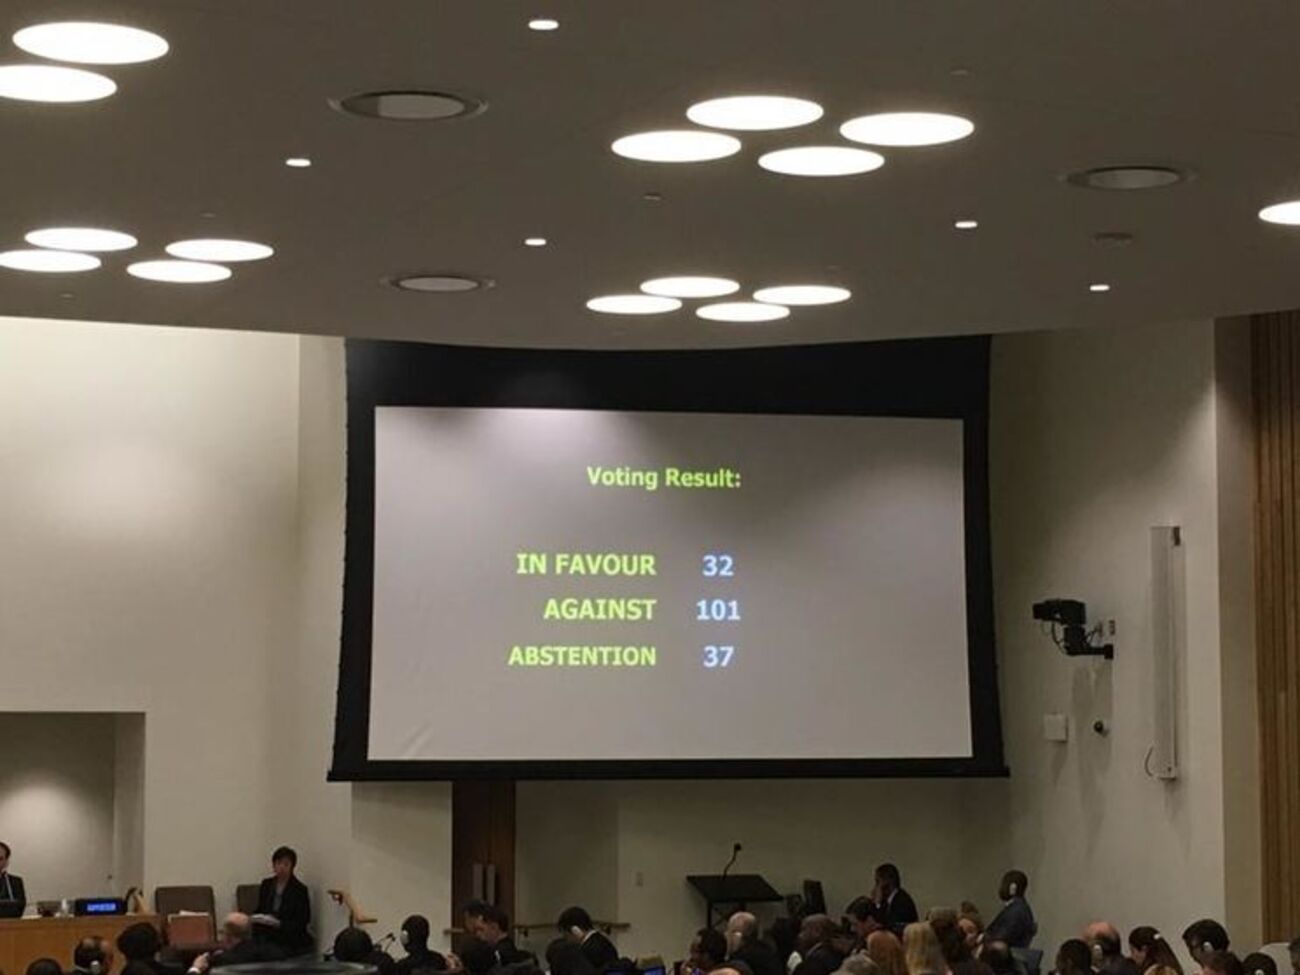 Voting Result:
IN FAVOUR 32
AGAINST 101
ABSTENTION 37